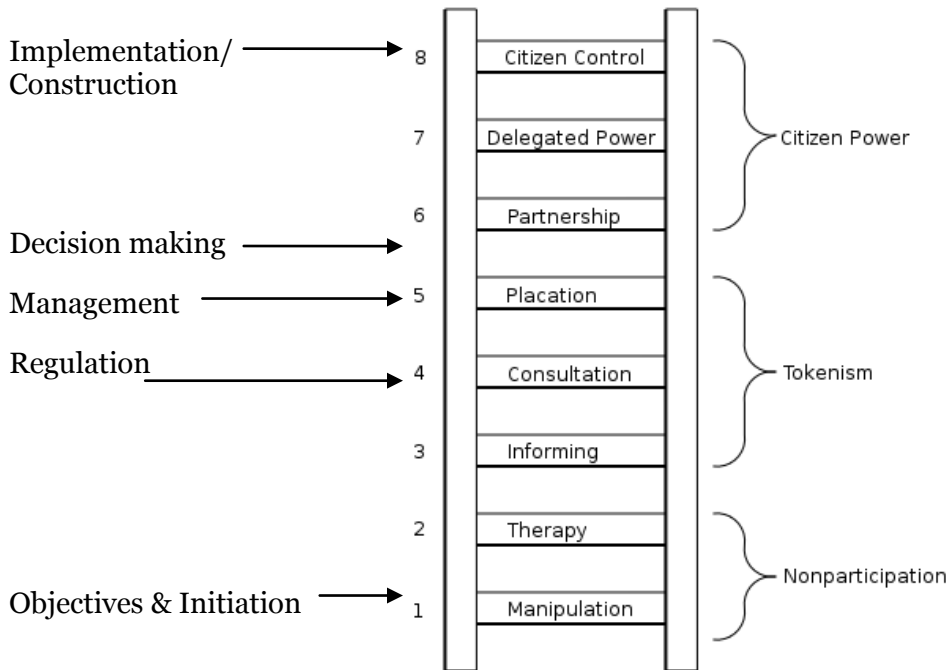 Implementation/
Construction
8 Citizen Control
7 Delegated Power
Citizen Power
6 Partnership
Decision making
Management
5 Placation
Regulation
4 Consultation
Tokenism
3 Informing
2 Therapy
Nonparticipation
Objectives & Initiation
1 Manipulation